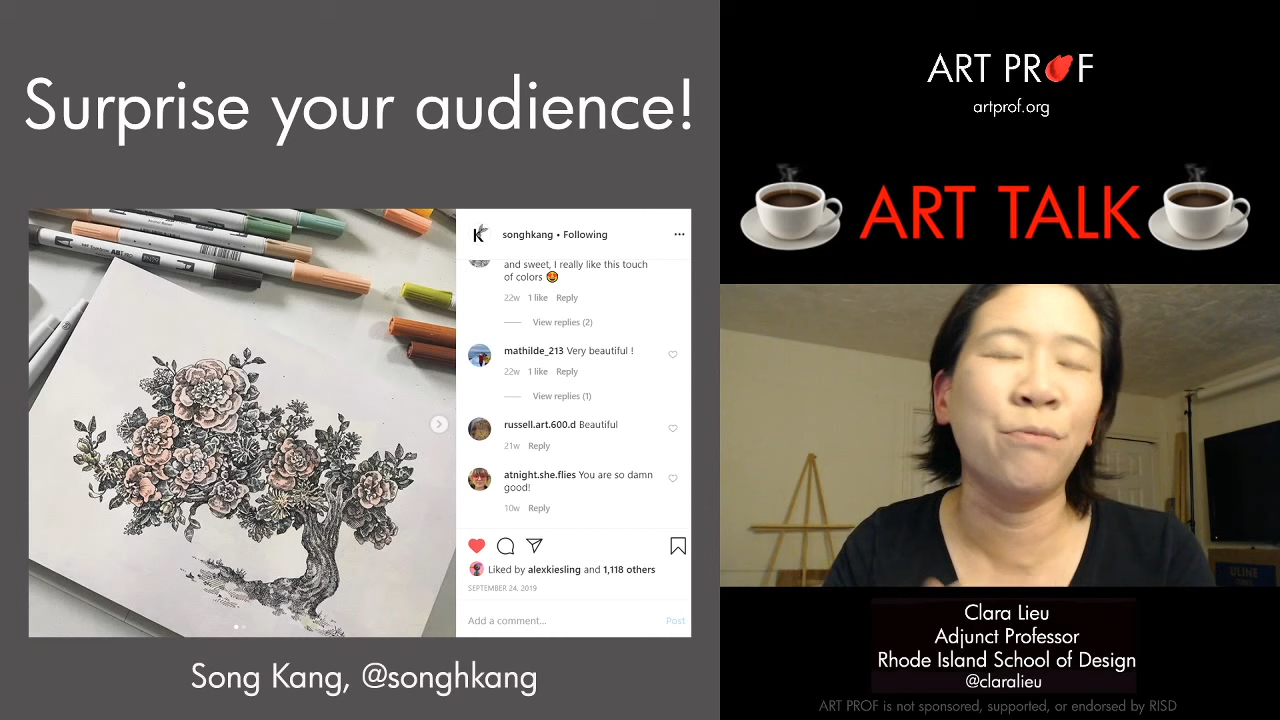 Surprise your audience!
songhkang • Following
and sweet, I really like this touch
of colors
22w 1 like Reply
View replies (2)
mathilde_213 Very beautiful !
22w 1 like Reply
View replies (1)
russell.art.600.d Beautiful
21w Reply
atnight.she.flies You are so damn
good!
10w Reply
Liked by alexkiesling and 1,118 others
SEPTEMBER 24, 2019
Add a comment... Post
Song Kang, @songhkang
ART PROF
artprof.org
ART TALK
ULINE
Clara Lieu
Adjunct Professor
Rhode Island School of Design
@claralieu
ART PROF is not sponsored, supported, or endorsed by RISD